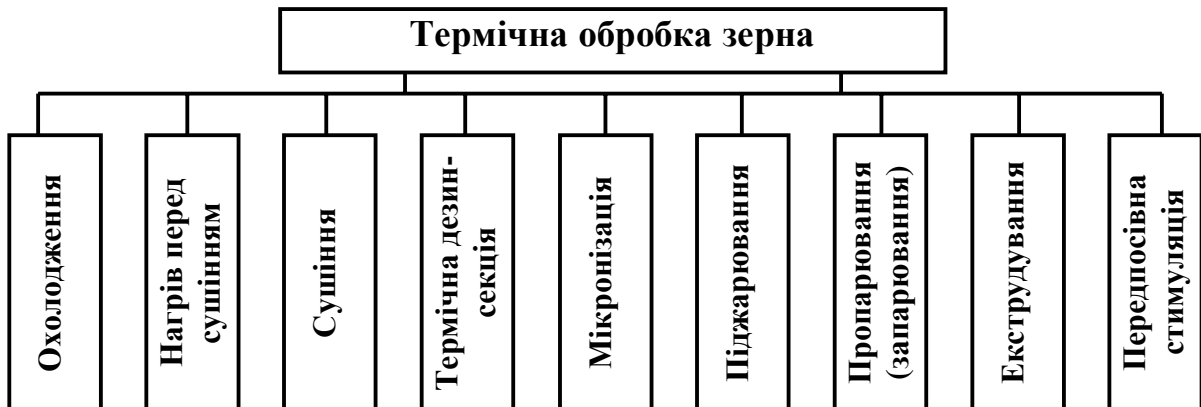 Термічна обробка зерна
Охолодження
Нагрів перед
сушінням
Сушіння
Термічна дезин-
секція
Мікронізація
Піджарювання
Пропарювання
(запарювання)
Екструдування
Передпосівна
стимуляція